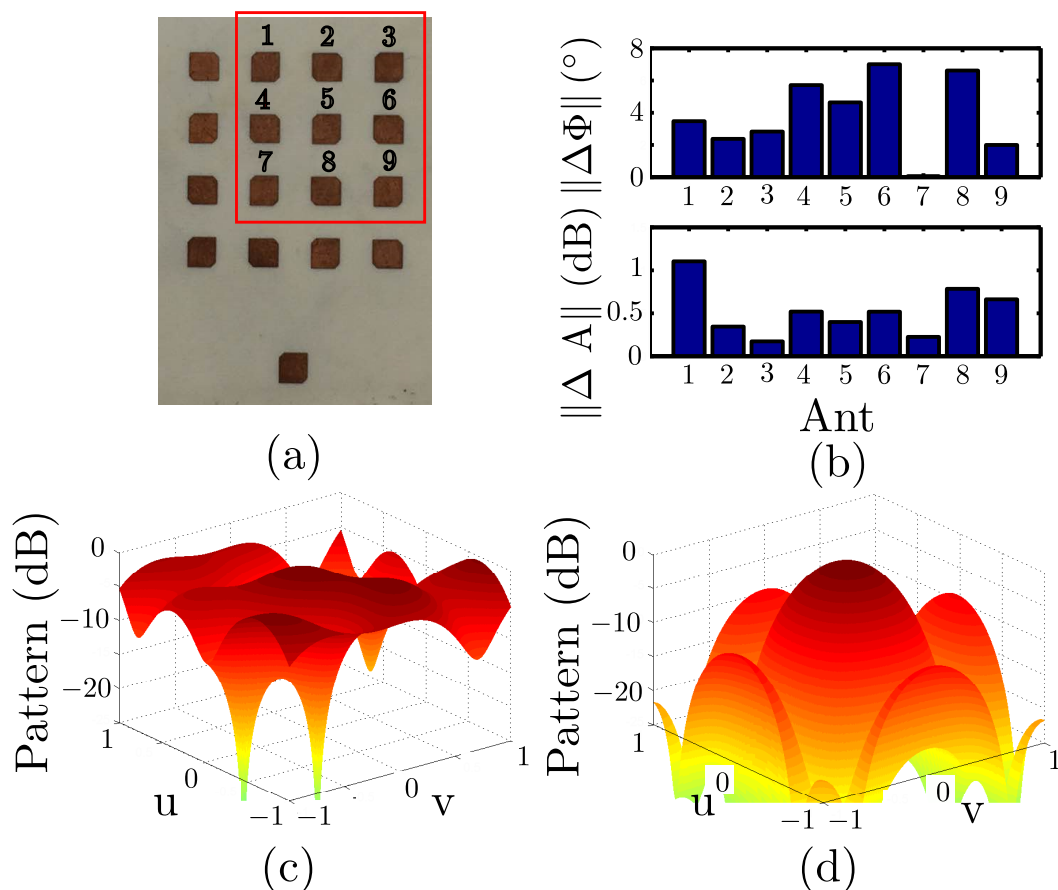 1 2 3
4 5 6
7 8 9
(a)
‖ΔΦ‖ (°)
8
4
0
1 2 3 4 5 6 7 8 9
‖Δ A‖ (dB)
1
0.5
0
1 2 3 4 5 6 7 8 9
Ant
(b)
Pattern (dB)
0
−10
−20
1
0
u
−1
−1
0
v
1
(c)
Pattern (dB)
0
−10
−20
1
0
u
−1
−1
0
v
1
(d)